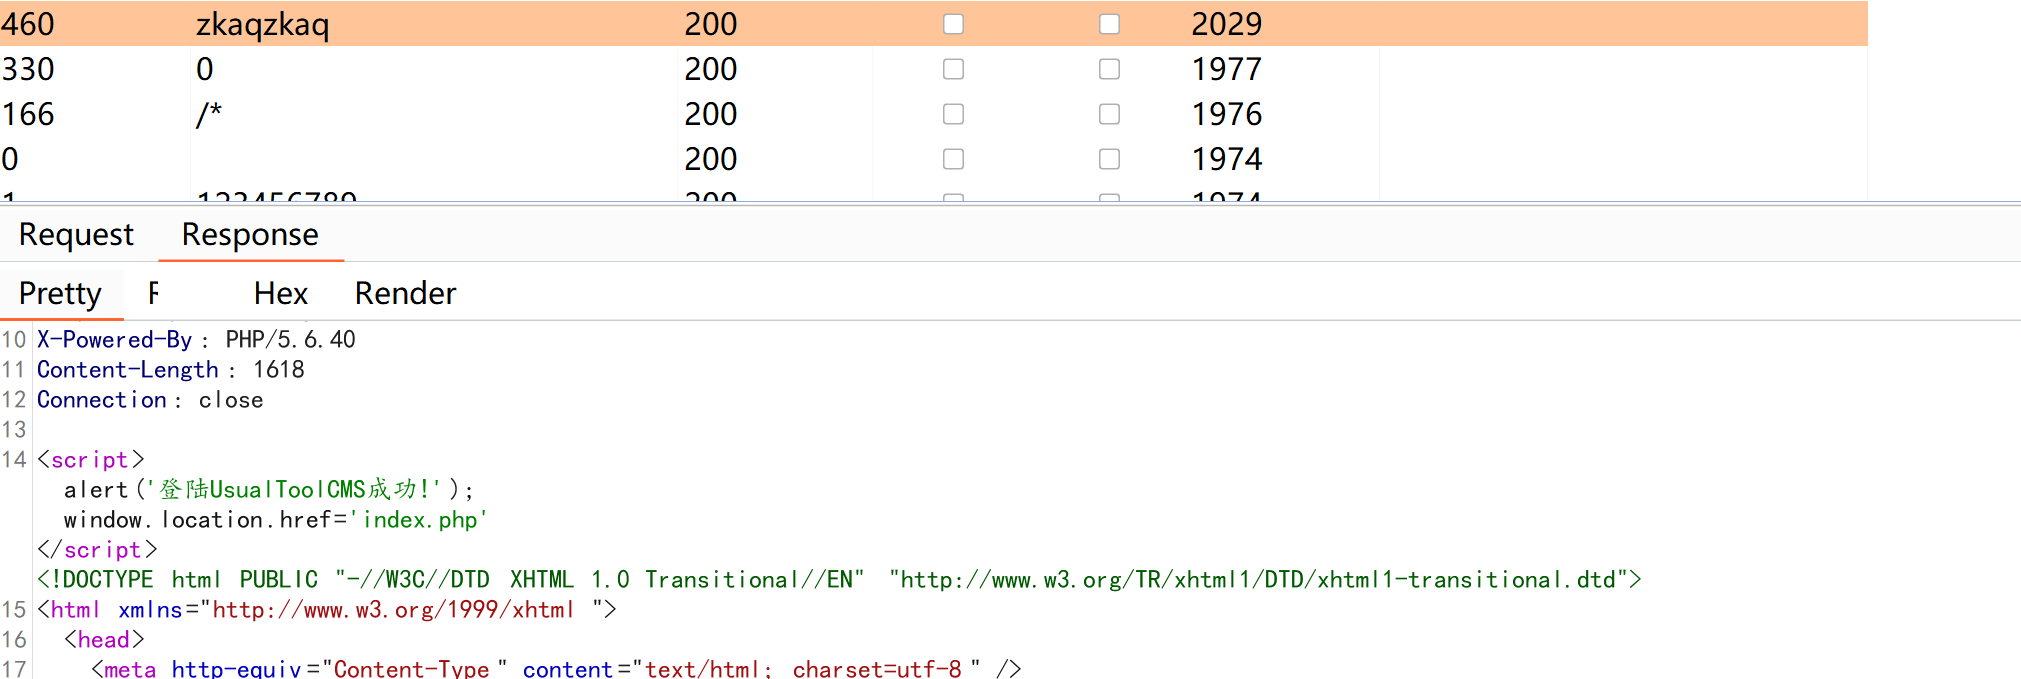 460 zkaqzkaq 200 2029
330 0 200 1977
166 /* 200 1976
0 200 1974
1 123456789 200 1974
Request Response
Pretty Hex Render
10 X-Powered-By: PHP/5.6.40
11 Content-Length: 1618
12 Connection: close
13
14 <script>
alert('登陆UsualToolCMS成功!');
window.location.href='index.php'
</script>
<!DOCTYPE html PUBLIC "-//W3C//DTD XHTML 1.0 Transitional//EN" "http://www.w3.org/TR/xhtml1/DTD/xhtml1-transitional.dtd">
15 <html xmlns="http://www.w3.org/1999/xhtml ">
16 <head>
17 <meta http-equiv="Content-Type" content="text/html; charset=utf-8" />